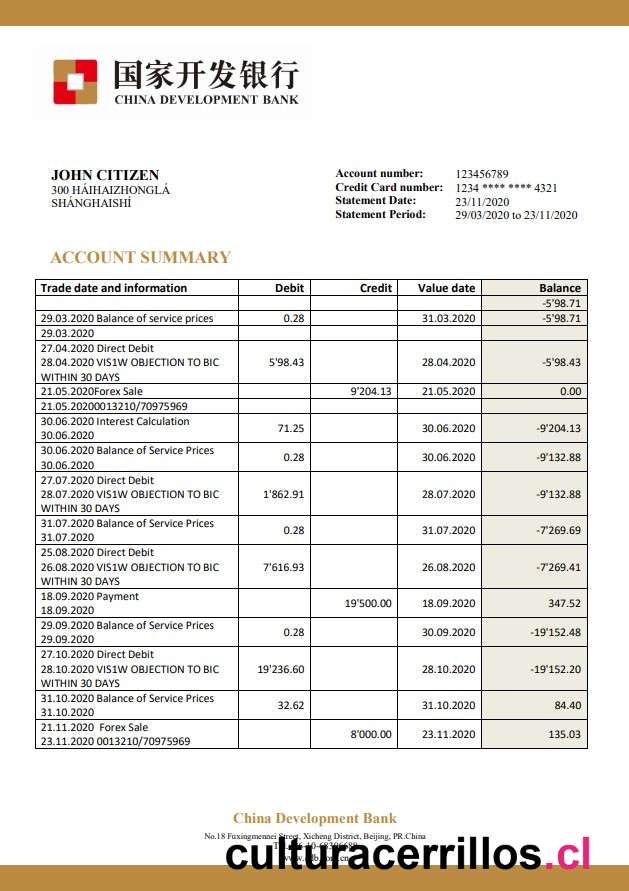 国家开发银行
CHINA DEVELOPMENT BANK
JOHN CITIZEN
300 HÁIHAIZHONGLÁ
SHÁNGHAISHÍ
Account number: 123456789
Credit Card number: 1234 **** **** 4321
Statement Date: 23/11/2020
Statement Period: 29/03/2020 to 23/11/2020
ACCOUNT SUMMARY
Trade date and information Debit Credit Value date Balance
-5'98.71
29.03.2020 Balance of service prices 0.28 31.03.2020 -5'98.71
29.03.2020
27.04.2020 Direct Debit
28.04.2020 VIS1W OBJECTION TO BIC 5'98.43 28.04.2020 -5'98.43
WITHIN 30 DAYS
21.05.2020Forex Sale 9'204.13 21.05.2020 0.00
21.05.20200013210/70975969
30.06.2020 Interest Calculation
30.06.2020 71.25 30.06.2020 -9'204.13
30.06.2020 Balance of Service Prices
30.06.2020 0.28 30.06.2020 -9'132.88
27.07.2020 Direct Debit
28.07.2020 VIS1W OBJECTION TO BIC 1'862.91 28.07.2020 -9'132.88
WITHIN 30 DAYS
31.07.2020 Balance of Service Prices
31.07.2020 0.28 31.07.2020 -7'269.69
25.08.2020 Direct Debit
26.08.2020 VIS1W OBJECTION TO BIC 7'616.93 26.08.2020 -7'269.41
WITHIN 30 DAYS
18.09.2020 Payment
18.09.2020 19'500.00 18.09.2020 347.52
29.09.2020 Balance of Service Prices
29.09.2020 0.28 30.09.2020 -19'152.48
27.10.2020 Direct Debit
28.10.2020 VIS1W OBJECTION TO BIC 19'236.60 28.10.2020 -19'152.20
WITHIN 30 DAYS
31.10.2020 Balance of Service Prices
31.10.2020 32.62 31.10.2020 84.40
21.11.2020 Forex Sale
23.11.2020 0013210/70975969 8'000.00 23.11.2020 135.03
China Development Bank
No.18 Fuxingmennei Street, Xicheng District, Beijing, PR.China
culturacerrillos.cl